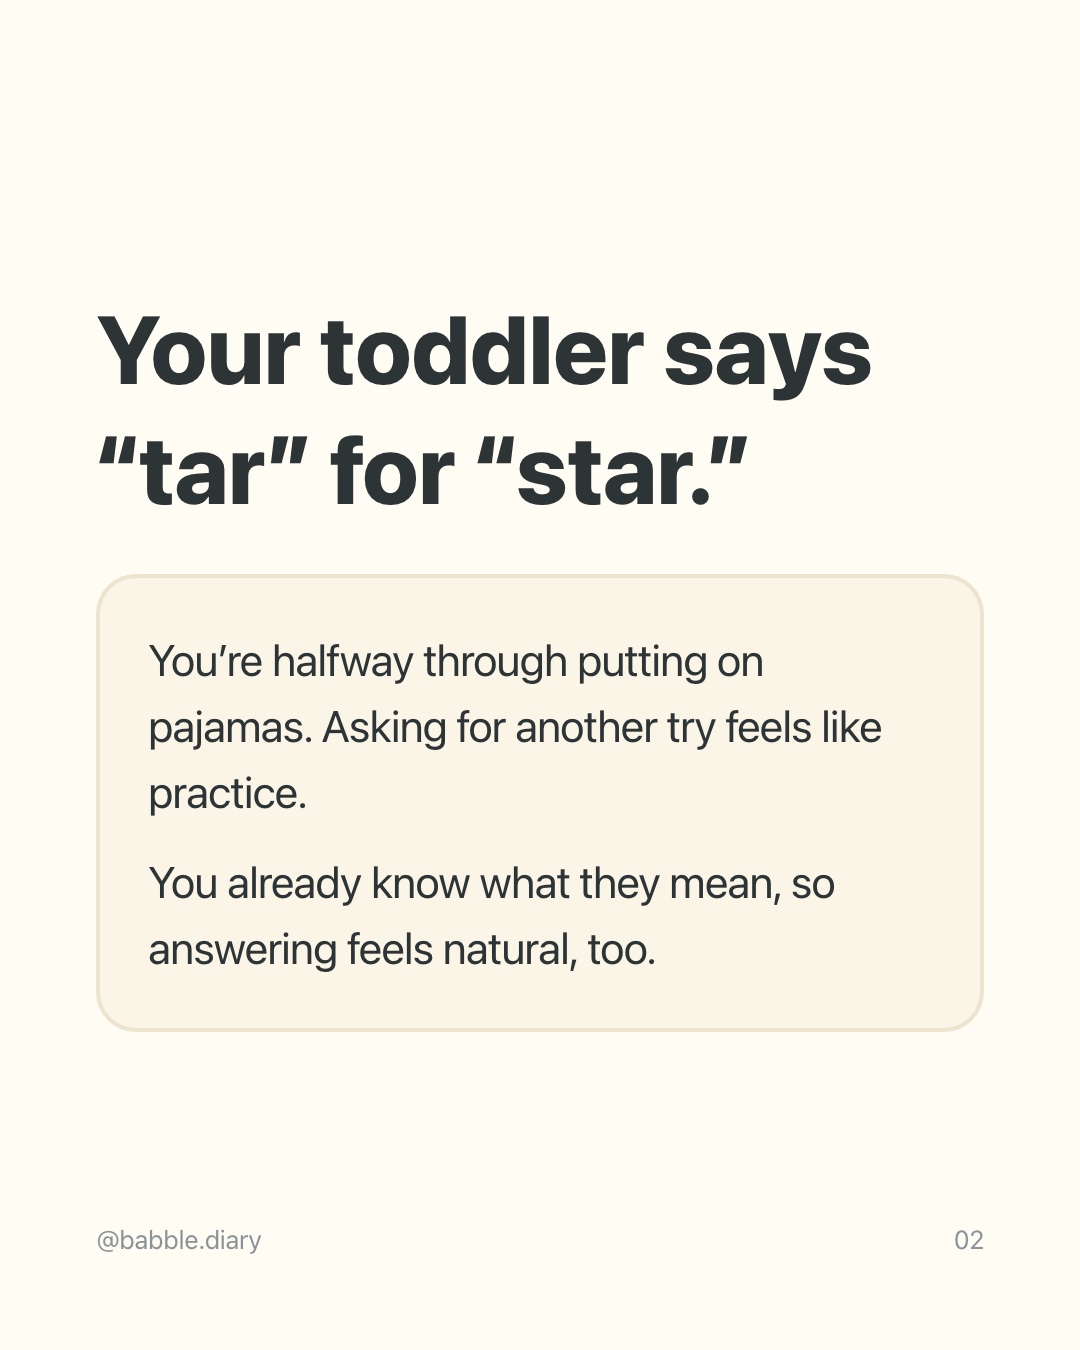 Your toddler says
“tar” for “star.”
You’re halfway through putting on
pajamas. Asking for another try feels like
practice.
You already know what they mean, so
answering feels natural, too.
@babble.diary
02